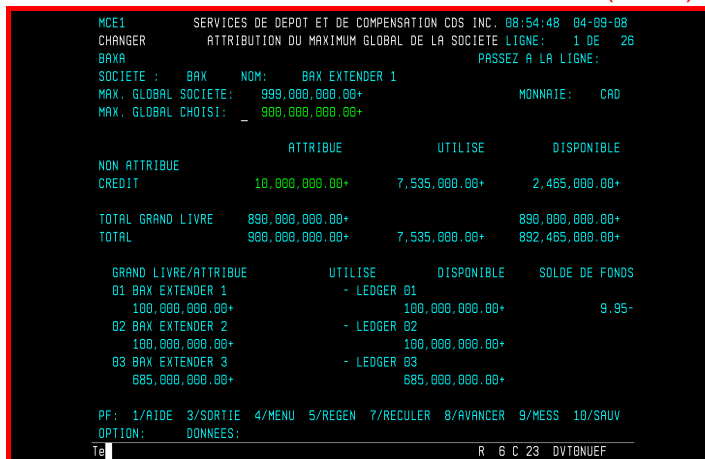 MCE1 SERVICES DE DEPOT ET DE COMPENSATION CDS INC. 08:54:48 04-09-08
CHANGER ATTRIBUTION DU MAXIMUM GLOBAL DE LA SOCIETE LIGNE: 1 DE 26
BAXA PASSEZ A LA LIGNE:
SOCIETE : BAX NOM: BAX EXTENDER 1
MAX. GLOBAL SOCIETE: 999,000,000.00+ MONNAIE: CAD
MAX. GLOBAL CHOISI: _ 900,000,000.00+
ATTRIBUE UTILISE DISPONIBLE
NON ATTRIBUE
CREDIT 10,000,000.00+ 7,535,000.00+ 2,465,000.00+
TOTAL GRAND LIVRE 890,000,000.00+ 890,000,000.00+
TOTAL 900,000,000.00+ 7,535,000.00+ 892,465,000.00+
GRAND LIVRE/ATTRIBUE UTILISE DISPONIBLE SOLDE DE FONDS
01 BAX EXTENDER 1 - LEDGER 01
100,000,000.00+ 100,000,000.00+ 9.95-
02 BAX EXTENDER 2 - LEDGER 02
100,000,000.00+ 100,000,000.00+
03 BAX EXTENDER 3 - LEDGER 03
685,000,000.00+ 685,000,000.00+
PF: 1/AIDE 3/SORTIE 4/MENU 5/REGEN 7/RECULER 8/AVANCER 9/MESS 10/SAUV
OPTION: DONNEES:
Te R 6 C 23 DVT0NUEF